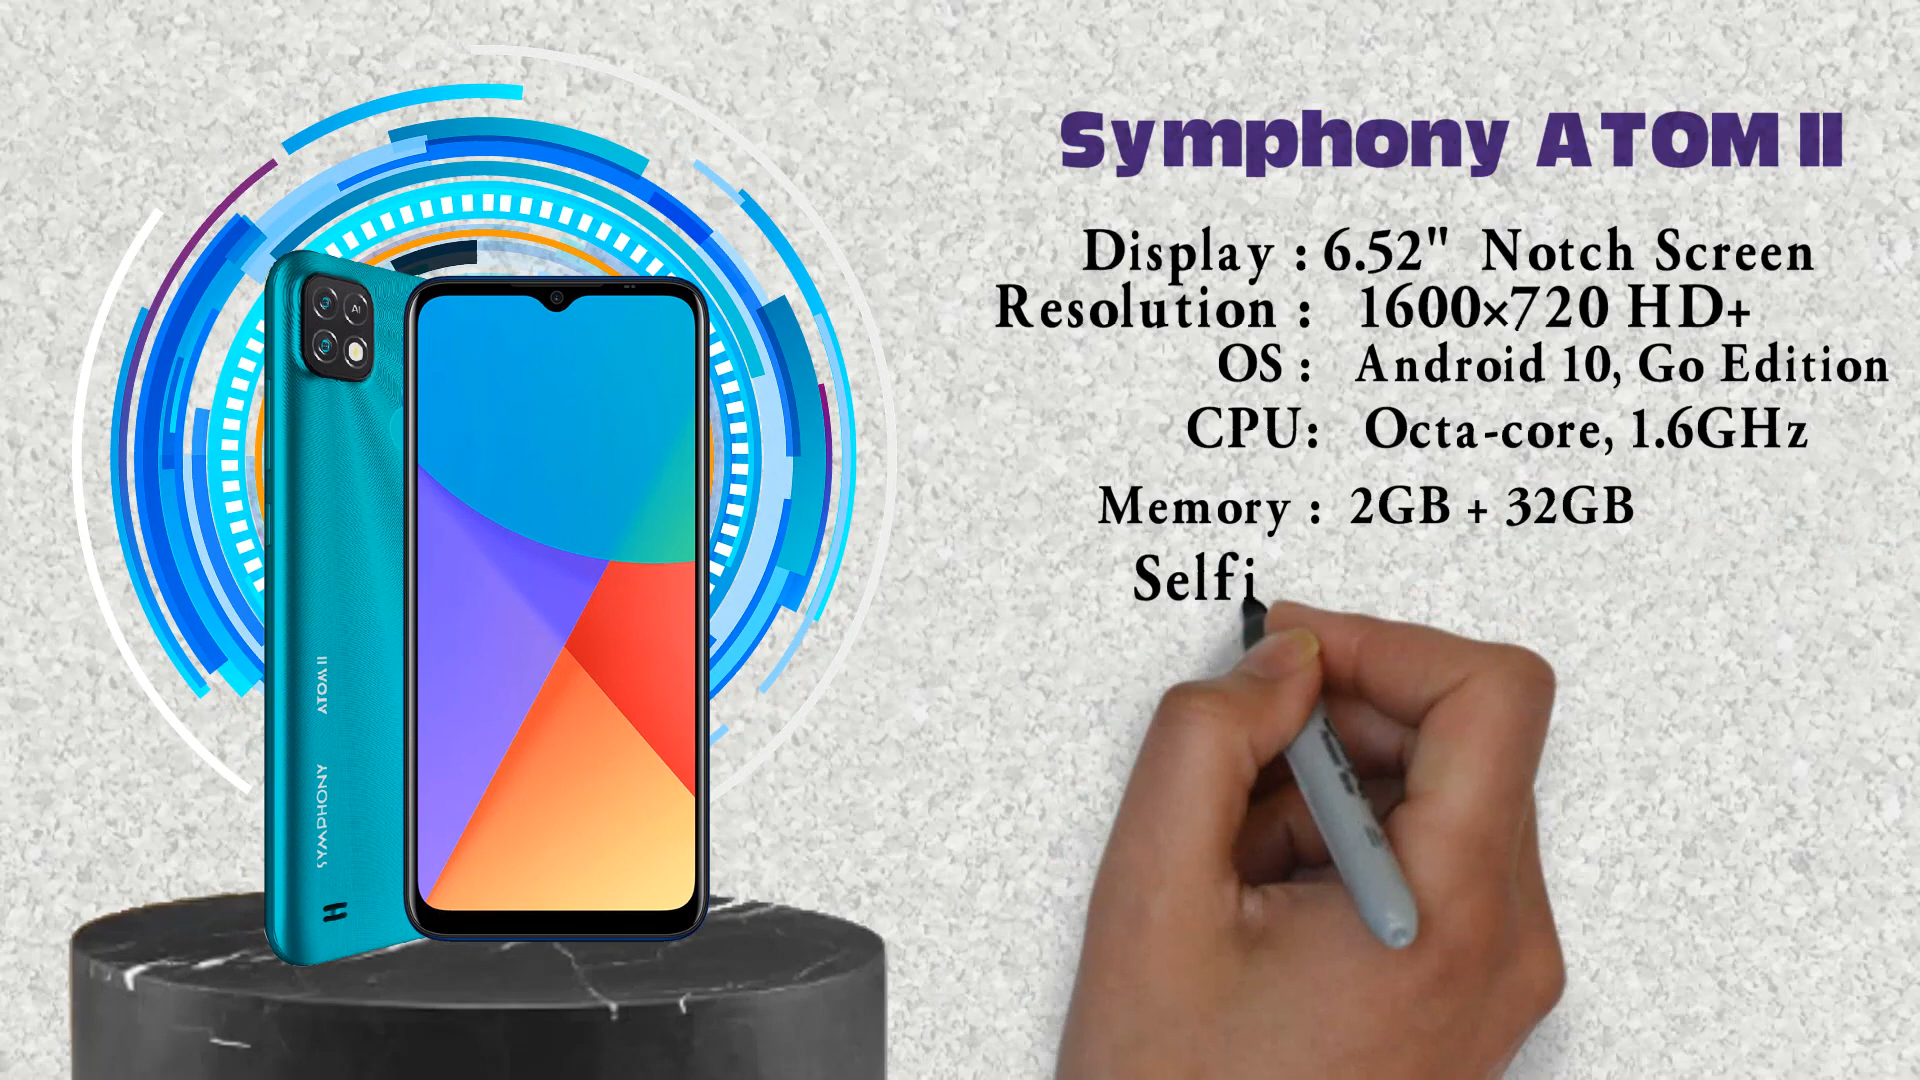 Symphony ATOM II
Display : 6.52" Notch Screen
Resolution : 1600×720 HD+
OS : Android 10, Go Edition
CPU: Octa-core, 1.6GHz
Memory : 2GB + 32GB
Selfi
AI
SYMPHONY ATOM II